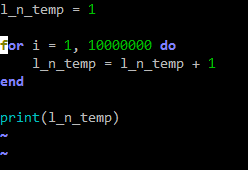 l_n_temp = 1
for i = 1, 10000000 do
    l_n_temp = l_n_temp + 1
end
print(l_n_temp)
~
~